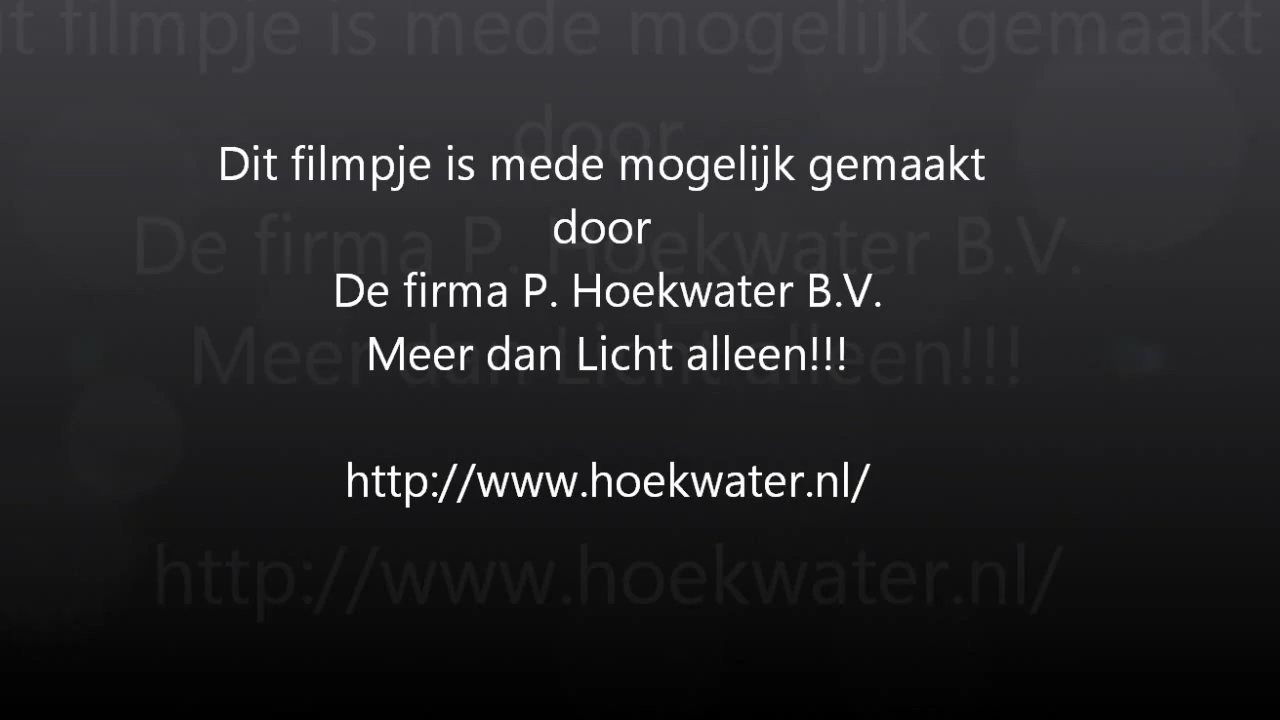 Dit filmpje is mede mogelijk gemaakt
door
De firma P. Hoekwater B.V.
Meer dan Licht alleen!!!
http://www.hoekwater.nl/